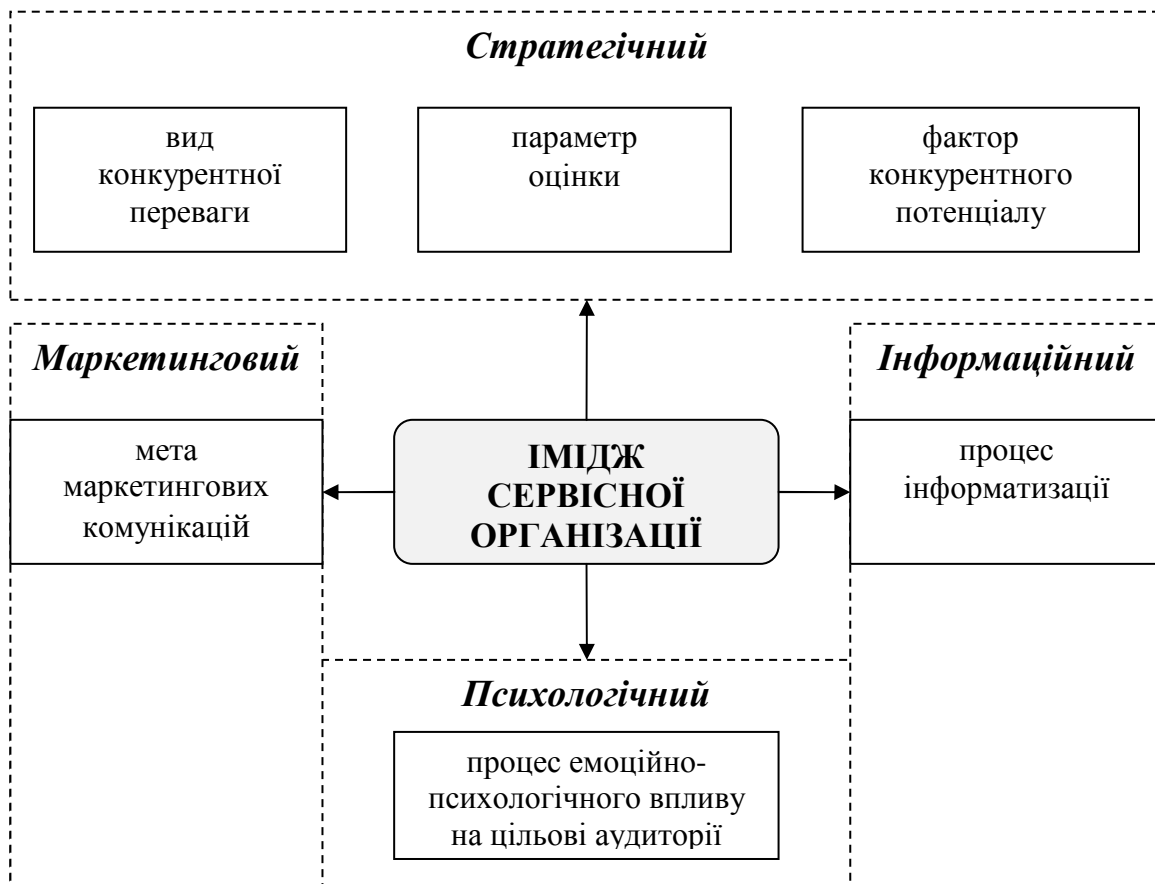 Стратегічний
вид
конкурентної
переваги
параметр
оцінки
фактор
конкурентного
потенціалу
Маркетинговий
мета
маркетингових
комунікацій
ІМІДЖ
СЕРВІСНОЇ
ОРГАНІЗАЦІЇ
Інформаційний
процес
інформатизації
Психологічний
процес емоційно-
психологічного впливу
на цільові аудиторії